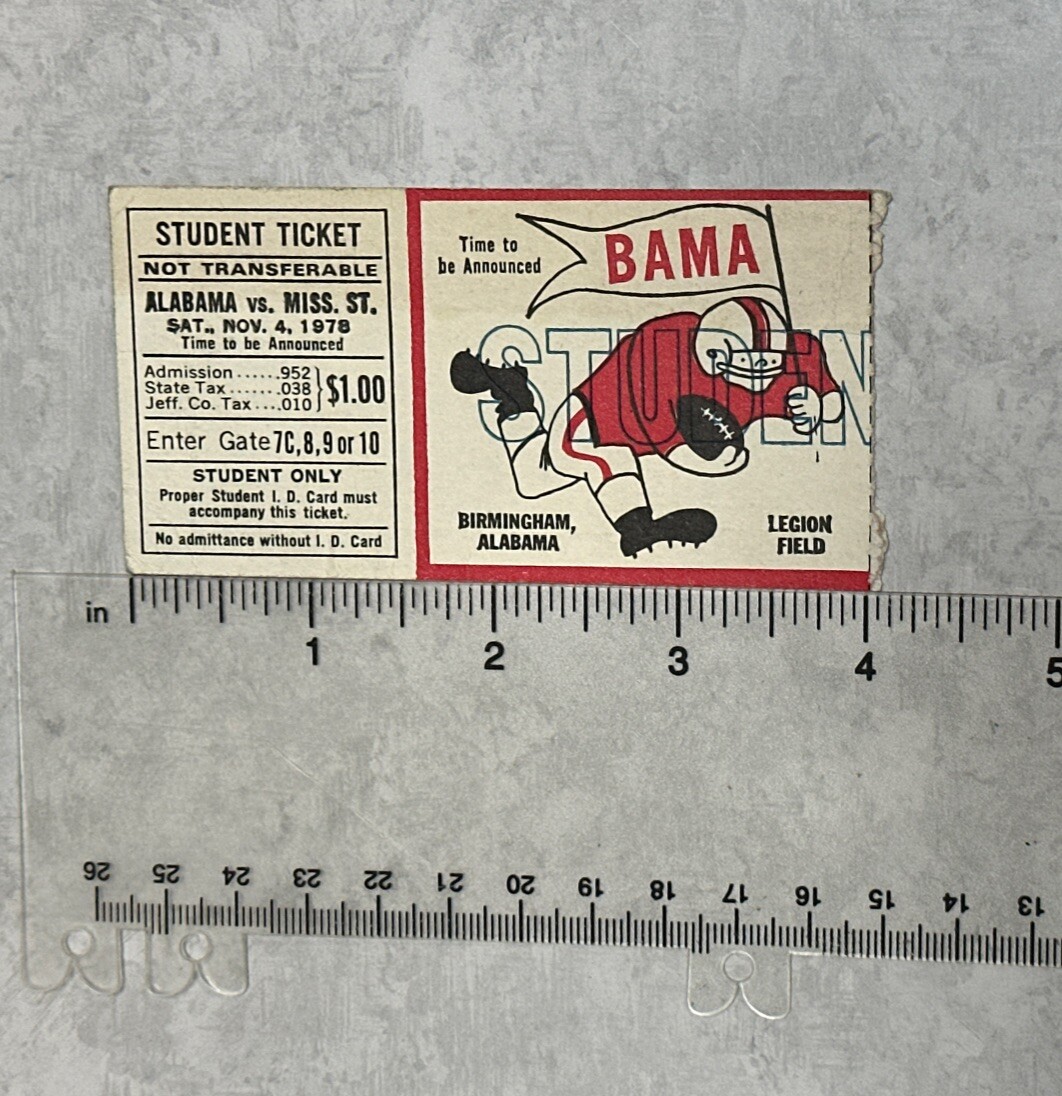 STUDENT TICKET
NOT TRANSFERABLE
ALABAMA vs. MISS. ST.
SAT., NOV. 4, 1978
Time to be Announced
Admission ......952
State Tax .......038
Jeff. Co. Tax ....010
$1.00
Enter Gate 7C, 8, 9 or 10
STUDENT ONLY
Proper Student I. D. Card must
accompany this ticket.
No admittance without I. D. Card
Time to
be Announced
BAMA
STUDEN
BIRMINGHAM,
ALABAMA
LEGION
FIELD
in
1 2 3 4 5
26 25 24 23 22 21 20 19 18 17 16 15 14 13